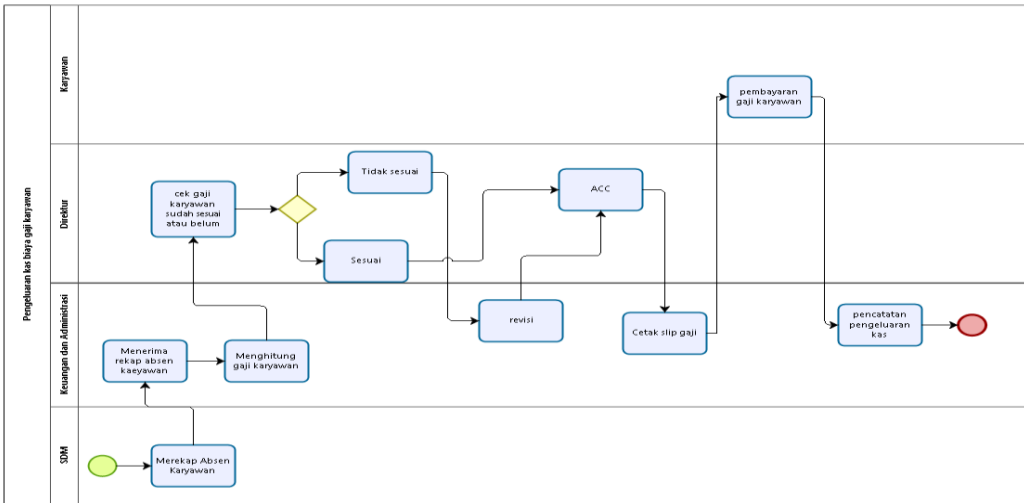 Pengeluaran kas biaya gaji karyawan
Karyawan
pembayaran
gaji karyawan
Direktur
cek gaji
karyawan
sudah sesuai
atau belum
Tidak sesuai
Sesuai
ACC
Keuangan dan Administrasi
Menerima
rekap absen
kaeyawan
Menghitung
gaji karyawan
revisi
Cetak slip gaji
pencatatan
pengeluaran
kas
SDM
Merekap Absen
Karyawan